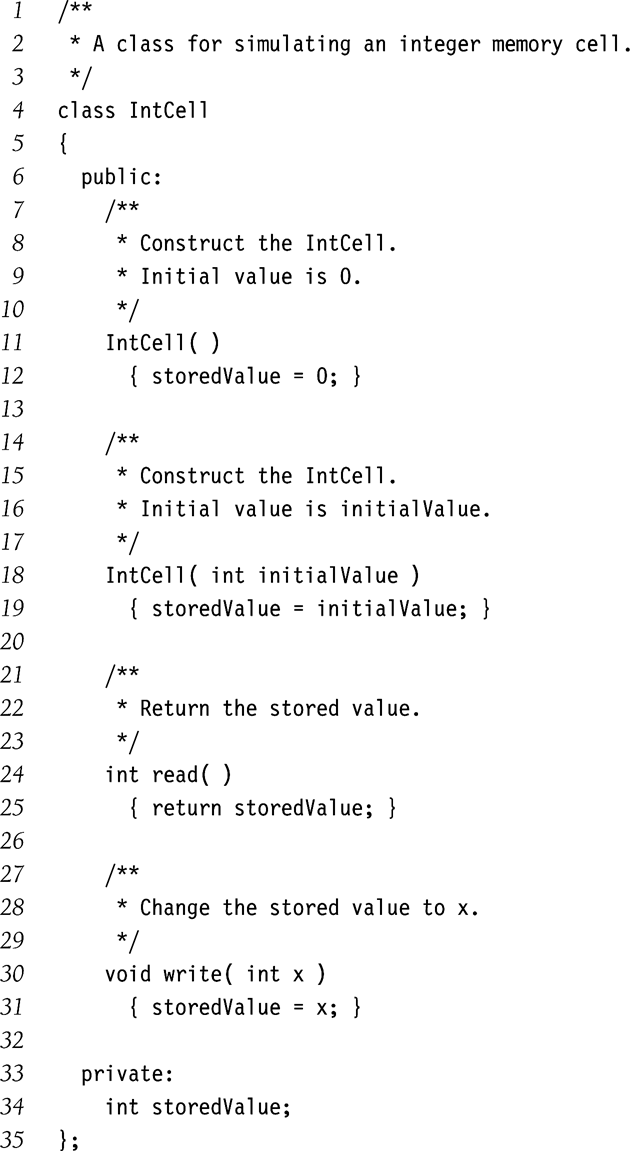 1 /**
2  * A class for simulating an integer memory cell.
3  */
4 class IntCell
5 {
6   public:
7     /**
8      * Construct the IntCell.
9      * Initial value is 0.
10      */
11     IntCell( )
12       { storedValue = 0; }
13
14     /**
15      * Construct the IntCell.
16      * Initial value is initialValue.
17      */
18     IntCell( int initialValue )
19       { storedValue = initialValue; }
20
21     /**
22      * Return the stored value.
23      */
24     int read( )
25       { return storedValue; }
26
27     /**
28      * Change the stored value to x.
29      */
30     void write( int x )
31       { storedValue = x; }
32
33   private:
34     int storedValue;
35 };